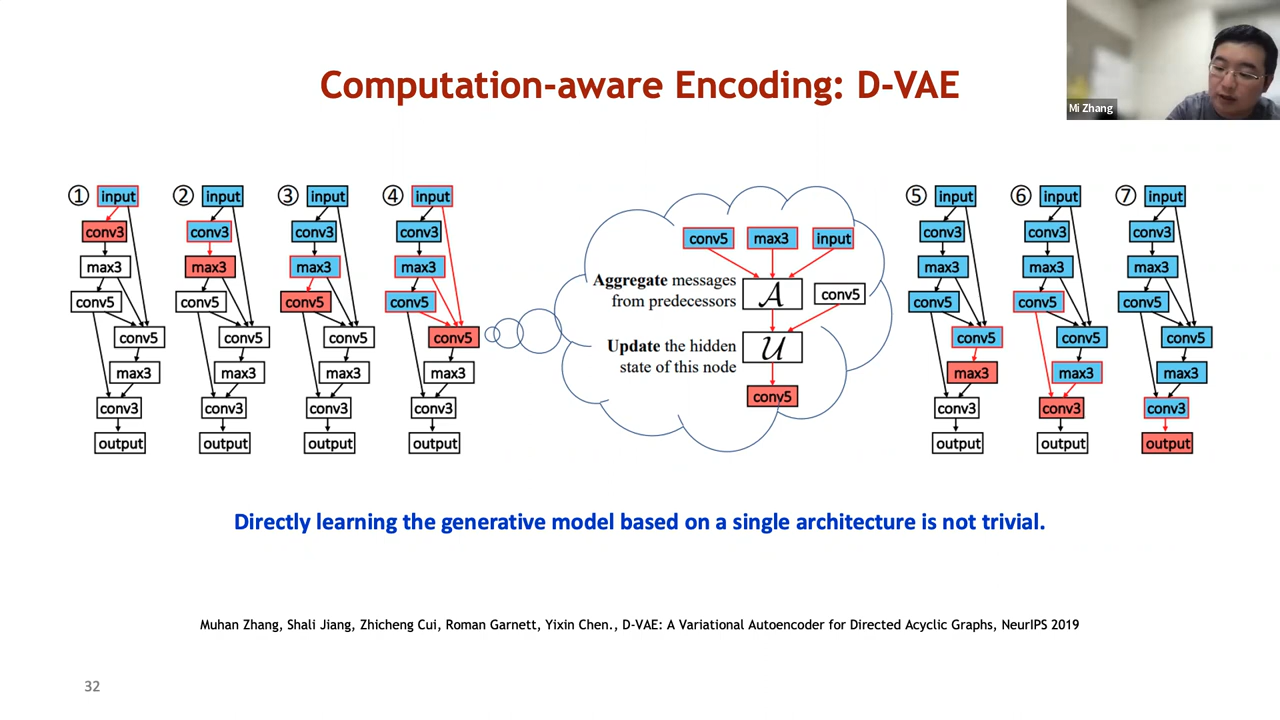 Mi Zhang
Computation-aware Encoding: D-VAE
① input
conv3
max3
conv5
conv5
max3
conv3
output
② input
conv3
max3
conv5
conv5
max3
conv3
output
③ input
conv3
max3
conv5
conv5
max3
conv3
output
④ input
conv3
max3
conv5
conv5
max3
conv3
output
conv5 max3 input
Aggregate messages
from predecessors
A
conv5
Update the hidden
state of this node
U
conv5
⑤ input
conv3
max3
conv5
conv5
max3
conv3
output
⑥ input
conv3
max3
conv5
conv5
max3
conv3
output
⑦ input
conv3
max3
conv5
conv5
max3
conv3
output
Directly learning the generative model based on a single architecture is not trivial.
Muhan Zhang, Shali Jiang, Zhicheng Cui, Roman Garnett, Yixin Chen., D-VAE: A Variational Autoencoder for Directed Acyclic Graphs, NeurIPS 2019
32